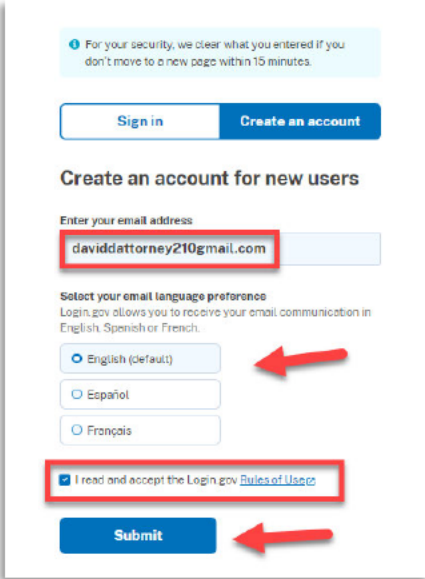 For your security, we clear what you entered if you
don't move to a new page within 15 minutes.
Sign in
Create an account
Create an account for new users
Enter your email address
daviddattorney210gmail.com
Select your email language preference
Login.gov allows you to receive your email communication in
English, Spanish or French.
English (default)
Español
Français
I read and accept the Login.gov Rules of Use
Submit